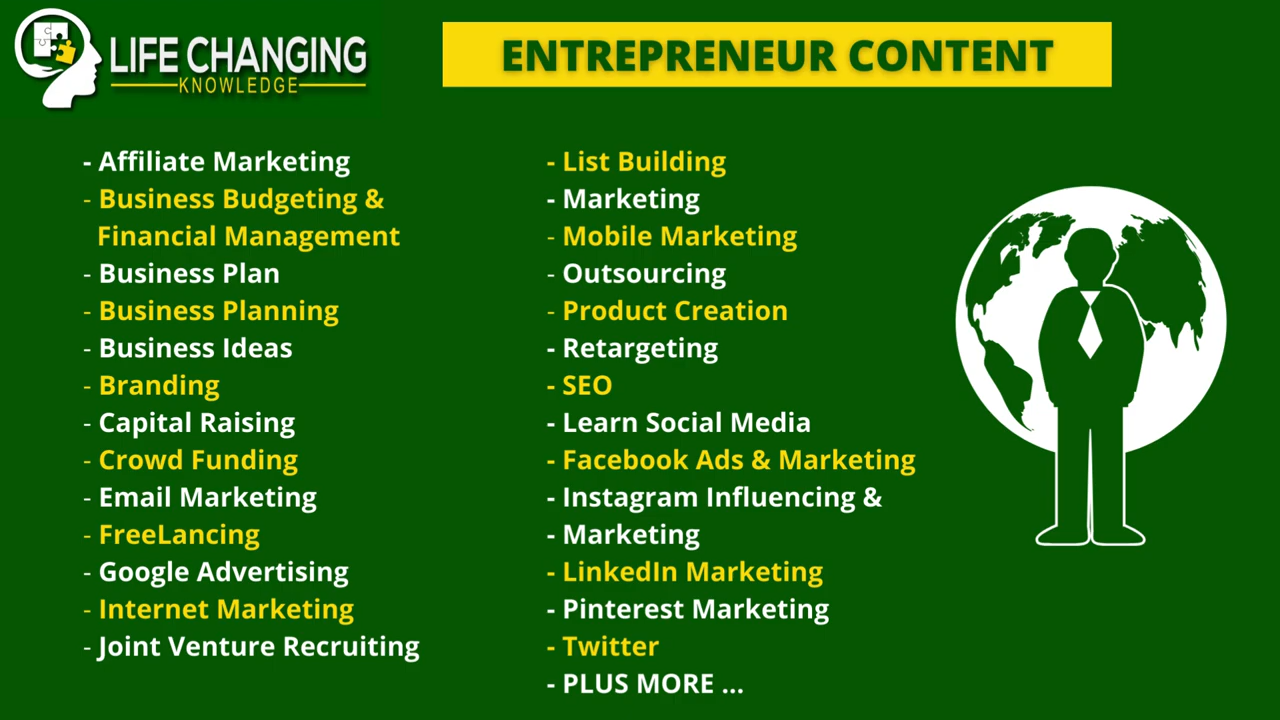 LIFE CHANGING
KNOWLEDGE
ENTREPRENEUR CONTENT
- Affiliate Marketing
- Business Budgeting &
Financial Management
- Business Plan
- Business Planning
- Business Ideas
- Branding
- Capital Raising
- Crowd Funding
- Email Marketing
- FreeLancing
- Google Advertising
- Internet Marketing
- Joint Venture Recruiting
- List Building
- Marketing
- Mobile Marketing
- Outsourcing
- Product Creation
- Retargeting
- SEO
- Learn Social Media
- Facebook Ads & Marketing
- Instagram Influencing &
- Marketing
- LinkedIn Marketing
- Pinterest Marketing
- Twitter
- PLUS MORE ...